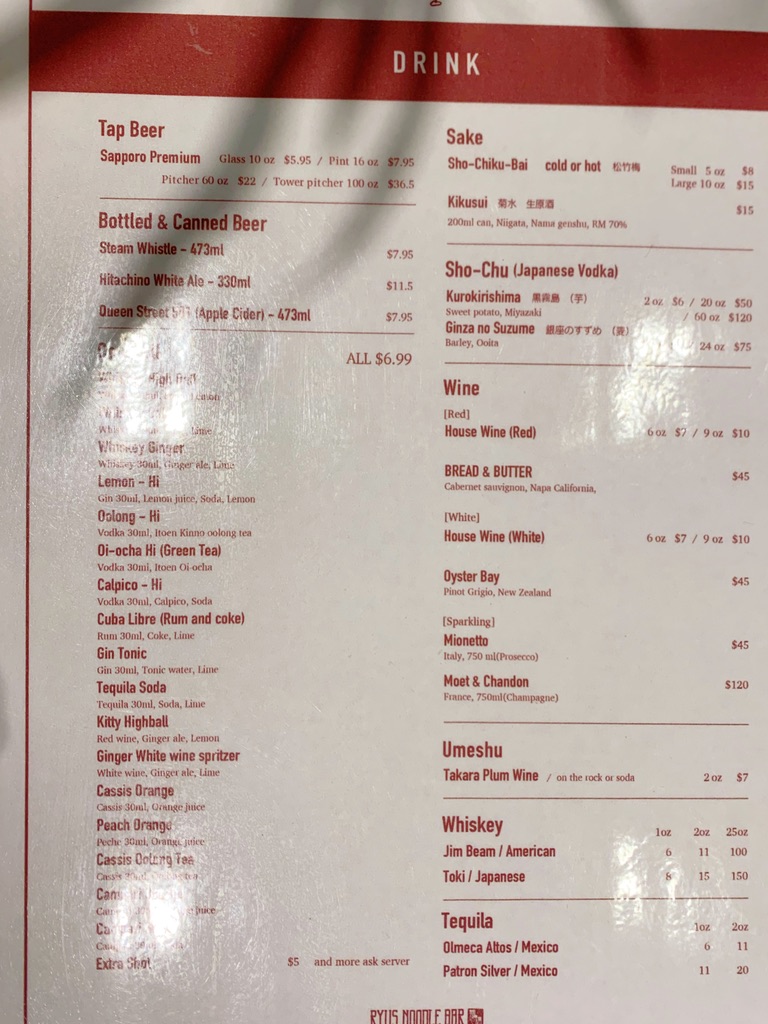 DRINK
Tap Beer
Sapporo Premium Glass 10 oz $5.95 / Pint 16 oz $7.95
Pitcher 60 oz $22 / Tower pitcher 100 oz $36.5
Bottled & Canned Beer
Steam Whistle - 473ml $7.95
Hitachino White Ale - 330ml $11.5
Queen Street (Apple Cider) - 473ml $7.95
ALL $6.99
High
Lime
Whiskey Ginger
Whiskey 30ml, Ginger ale, Lime
Lemon - Hi
Gin 30ml, Lemon juice, Soda, Lemon
Oolong - Hi
Vodka 30ml, Itoen Kinno oolong tea
Oi-ocha Hi (Green Tea)
Vodka 30ml, Itoen Oi-ocha
Calpico - Hi
Vodka 30ml, Calpico, Soda
Cuba Libre (Rum and coke)
Rum 30ml, Coke, Lime
Gin Tonic
Gin 30ml, Tonic water, Lime
Tequila Soda
Tequila 30ml, Soda, Lime
Kitty Highball
Red wine, Ginger ale, Lemon
Ginger White wine spritzer
White wine, Ginger ale, Lime
Cassis Orange
Cassis 30ml, Orange juice
Peach Orange
Peche 30ml, Orange juice
Cassis Oolong Tea
Cassis tea
juice
Extra Shot $5 and more ask server
Sake
Sho-Chiku-Bai cold or hot 松竹梅 Small 5 oz $8
Large 10 oz $15
Kikusui 菊水 生原酒 $15
200ml can, Niigata, Nama genshu, RM 70%
Sho-Chu (Japanese Vodka)
Kurokirishima 黒霧島 (芋) 2 oz $6 / 20 oz $50
Sweet potato, Miyazaki / 60 oz $120
Ginza no Suzume 銀座のすずめ (麦)
Barley, Ooita / 24 oz $75
Wine
[Red]
House Wine (Red) 6 oz $7 / 9 oz $10
BREAD & BUTTER $45
Cabernet sauvignon, Napa California,
[White]
House Wine (White) 6 oz $7 / 9 oz $10
Oyster Bay $45
Pinot Grigio, New Zealand
[Sparkling]
Mionetto $45
Italy, 750 ml(Prosecco)
Moet & Chandon $120
France, 750ml(Champagne)
Umeshu
Takara Plum Wine / on the rock or soda 2 oz $7
Whiskey 1oz 2oz 25oz
Jim Beam / American 6 11 100
Toki / Japanese 8 15 150
Tequila 1oz 2oz
Olmeca Altos / Mexico 6 11
Patron Silver / Mexico 11 20
RYUS NOODLE BAR